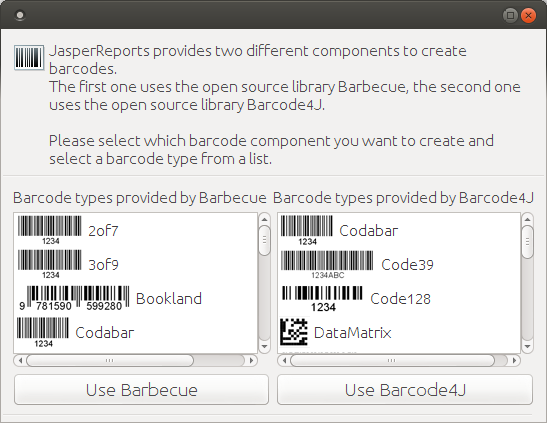 JasperReports provides two different components to create
barcodes.
The first one uses the open source library Barbecue, the second one
uses the open source library Barcode4J.
Please select which barcode component you want to create and
select a barcode type from a list.
Barcode types provided by Barbecue
Barcode types provided by Barcode4J
1234
2of7
1234
3of9
9 781590 599280
Bookland
1234
Codabar
1234
Codabar
1234ABC
Code39
1234
Code128
DataMatrix
Use Barbecue
Use Barcode4J